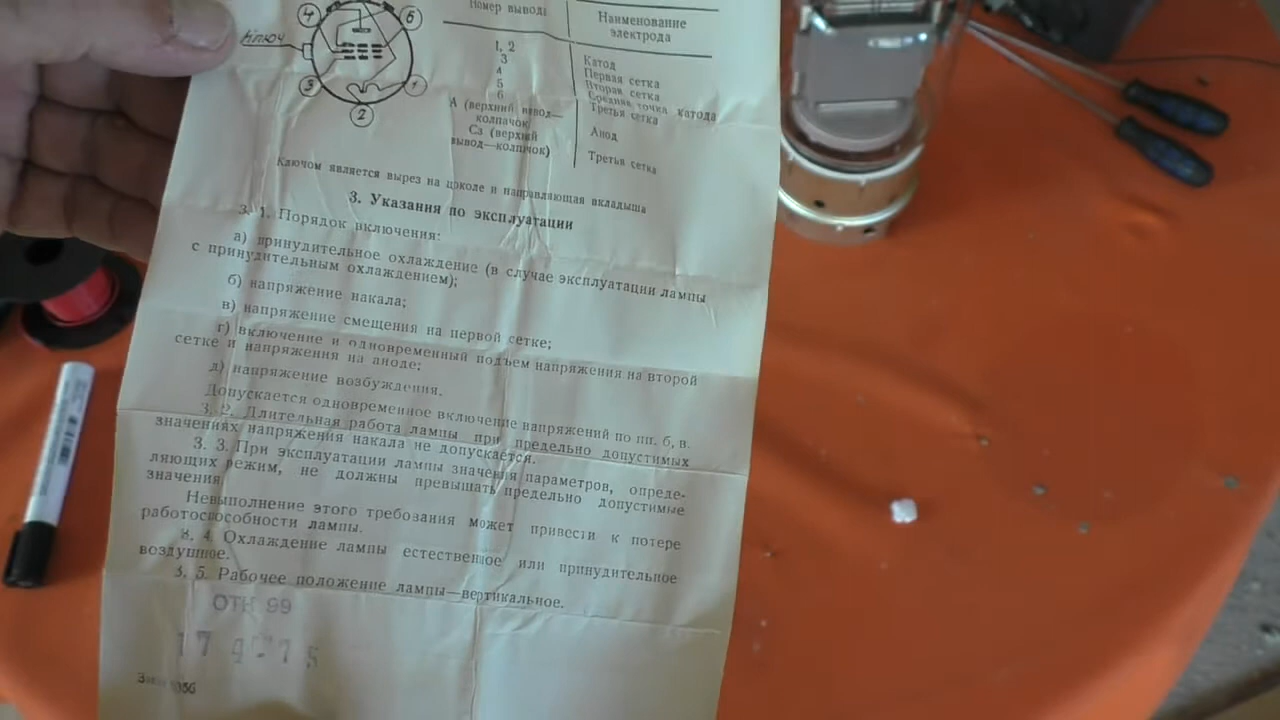 4
6
Ключ
3
1
2
Номер вывода
Наименование
электрода
1, 2
Катод
3
Первая сетка
4
Вторая сетка
5
Средняя точка катода
6
Третья сетка
А (верхний вывод—
колпачок
Анод
Сз (верхний
вывод—колпачок)
Третья сетка
Ключом является вырез на цоколе и направляющая вкладыша
3. Указания по эксплуатации
3. 1. Порядок включения:
а) принудительное охлаждение (в случае эксплуатации лампы
с принудительным охлаждением);
б) напряжение накала;
в) напряжение смещения на первой сетке;
г) включение и одновременный подъем напряжения на второй
сетке и напряжения на аноде;
д) напряжение возбуждения.
Допускается одновременное включение напряжений по пп. б, в.
3. 2. Длительная работа лампы при предельно допустимых
значениях напряжения накала не допускается.
3. 3. При эксплуатации лампы значения параметров, опреде-
ляющих режим, не должны превышать предельно допустимые
значения
Невыполнение этого требования может привести к потере
работоспособности лампы.
3. 4. Охлаждение лампы естественное или принудительное
воздушное.
3. 5. Рабочее положение лампы—вертикальное.
ОТК 99